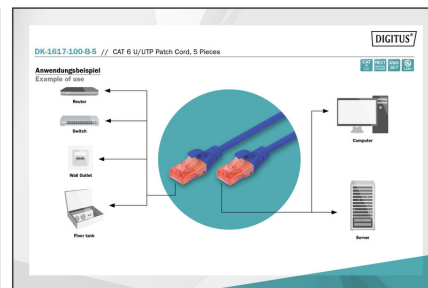 DIGITUS®
DK-1617-100-B-5 // CAT 6 U/UTP Patch Cord, 5 Pieces
Anwendungsbeispiel
Example of use
Router
Switch
Wall Outlet
Floor tank
Computer
Server